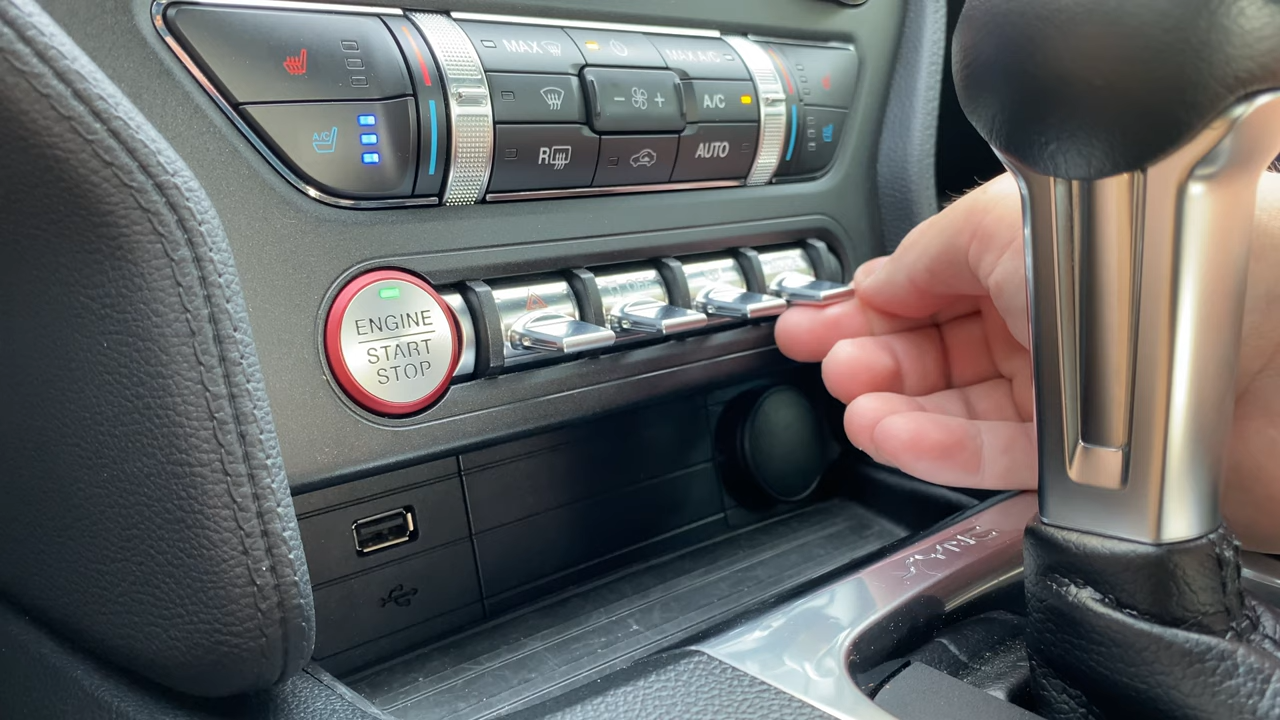 MAX
MAX A/C
A/C
- +
A/C
R
AUTO
ENGINE
START
STOP